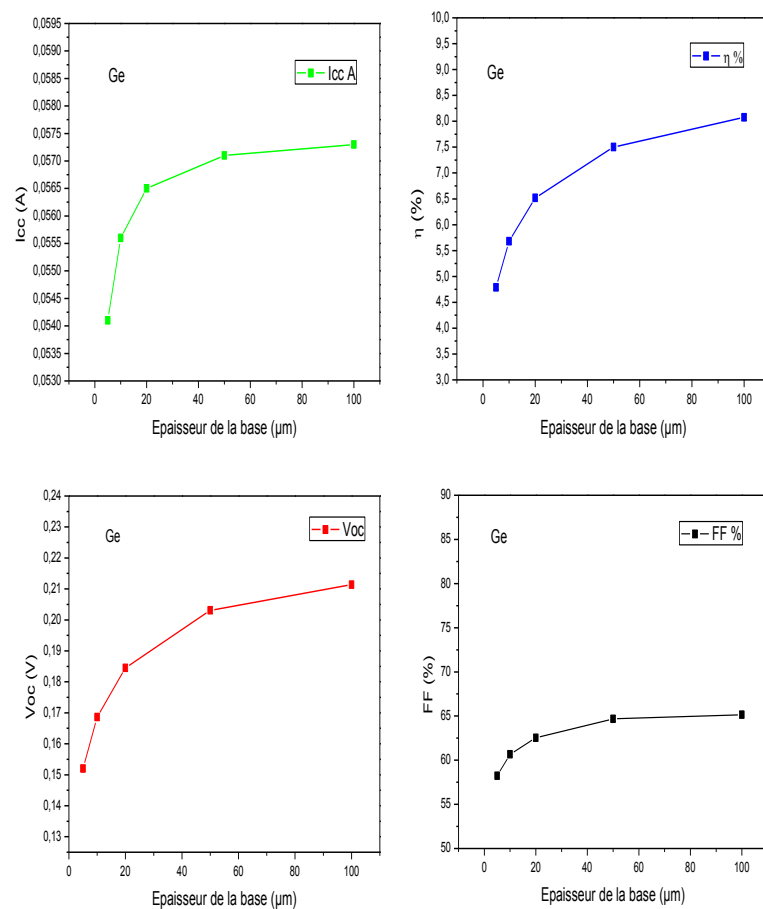 0,0595
0,0590
0,0585
0,0580
0,0575
0,0570
0,0565
0,0560
0,0555
0,0550
0,0545
0,0540
0,0535
0,0530
Icc (A)
Ge
Icc A
0 20 40 60 80 100
Epaisseur de la base (µm)
10,0
9,5
9,0
8,5
8,0
7,5
7,0
6,5
6,0
5,5
5,0
4,5
4,0
3,5
3,0
η (%)
Ge
η %
0 20 40 60 80 100
Epaisseur de la base (µm)
0,24
0,23
0,22
0,21
0,20
0,19
0,18
0,17
0,16
0,15
0,14
0,13
Voc (V)
Ge
Voc
0 20 40 60 80 100
Epaisseur de la base (µm)
90
85
80
75
70
65
60
55
50
FF (%)
Ge
FF %
0 20 40 60 80 100
Epaisseur de la base (µm)